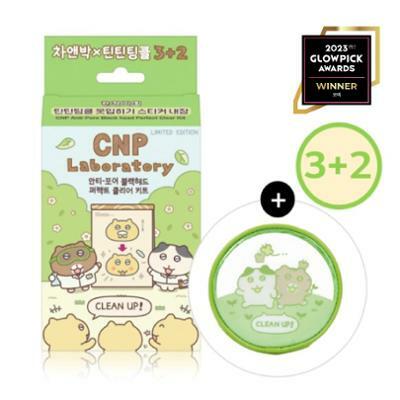 차앤박×틴틴팅클 3+2
틴틴팅클 옷입히기 스티커 내장
CNP Anti-Pore Black head Perfect Clear Kit
LIMITED EDITION
CNP
Laboratory
안티-포어 블랙헤드
퍼펙트 클리어 키트
CLEAN UP!
2023
GLOWPICK
AWARDS
WINNER
3+2
+
CLEAN UP!